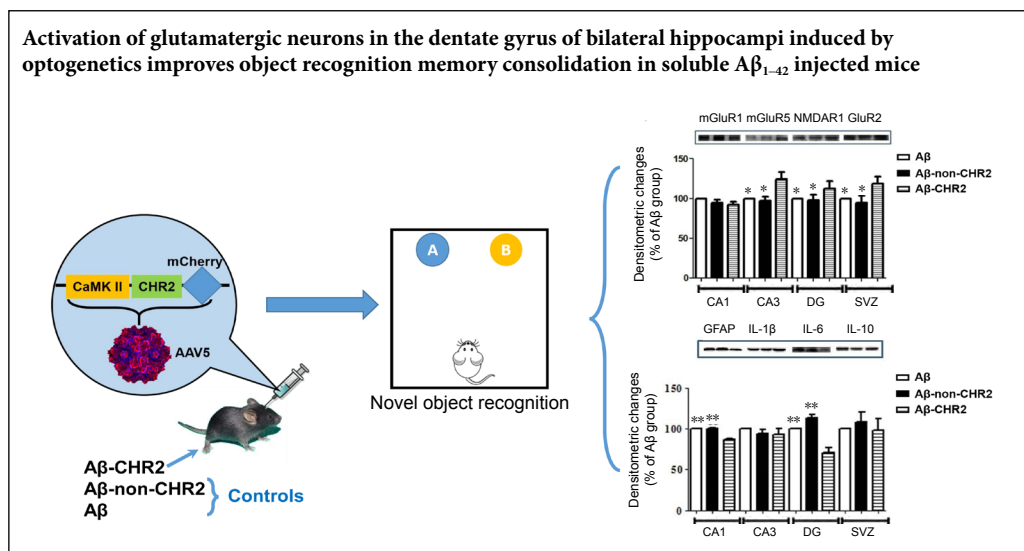 Activation of glutamatergic neurons in the dentate gyrus of bilateral hippocampi induced by
optogenetics improves object recognition memory consolidation in soluble Aβ₁₋₄₂ injected mice
mCherry
CaMK II CHR2
AAV5
Aβ-CHR2
Aβ-non-CHR2
Aβ
Controls
A B
Novel object recognition
mGluR1 mGluR5 NMDAR1 GluR2
Densitometric changes
(% of Aβ group)
150
100
50
* * * * * *
CA1 CA3 DG SVZ
Aβ
Aβ-non-CHR2
Aβ-CHR2
GFAP IL-1β IL-6 IL-10
Densitometric changes
(% of Aβ group)
150
100
50
0
** ** ** **
CA1 CA3 DG SVZ
Aβ
Aβ-non-CHR2
Aβ-CHR2